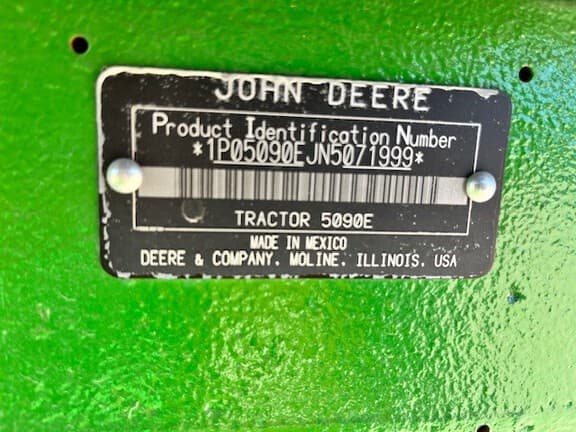 JOHN DEERE
Product Identification Number
*1P05090EJN5071999*
TRACTOR 5090E
MADE IN MEXICO
DEERE & COMPANY. MOLINE. ILLINOIS. USA